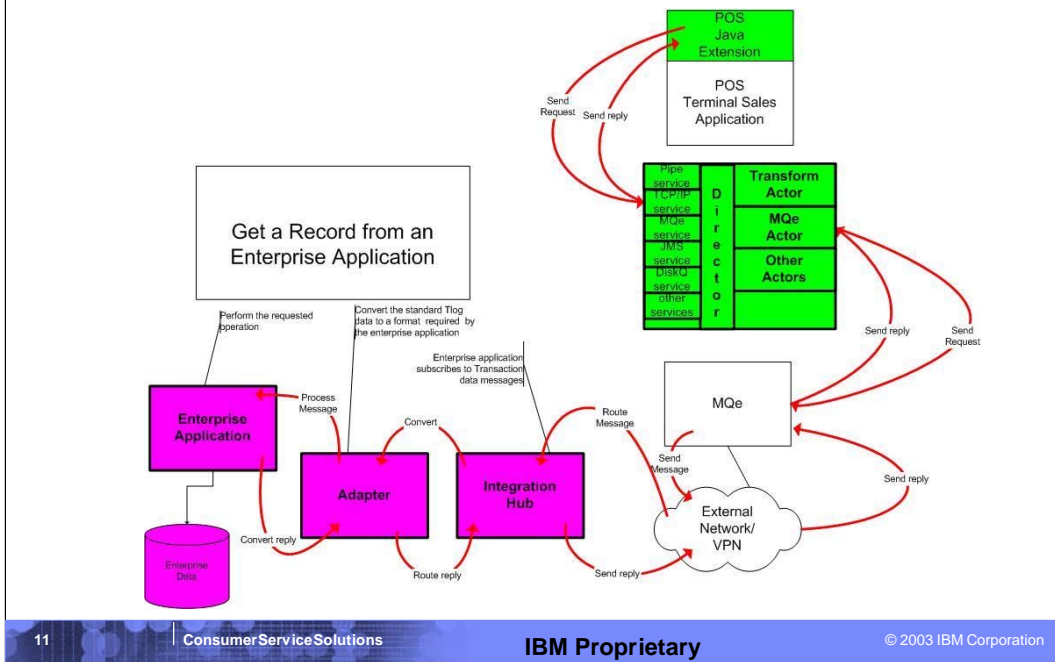 POS
Java
Extension
POS
Terminal Sales
Application
Send
Request
Send reply
Pipe
service
TCP/IP
service
MQe
service
JMS
service
DiskQ
service
other
services
D
i
r
e
c
t
o
r
Transform
Actor
MQe
Actor
Other
Actors
Get a Record from an
Enterprise Application
Send reply
Send
Request
Perform the requested
operation
Convert the standard Tlog
data to a format required by
the enterprise application
Enterprise application
subscribes to Transaction
data messages
MQe
Enterprise
Application
Process
Message
Convert
Route
Message
Send
Message
Send reply
Adapter
Integration
Hub
External
Network/
VPN
Convert reply
Route reply
Send reply
Enterprise
Data
11
ConsumerServiceSolutions
IBM Proprietary
© 2003 IBM Corporation